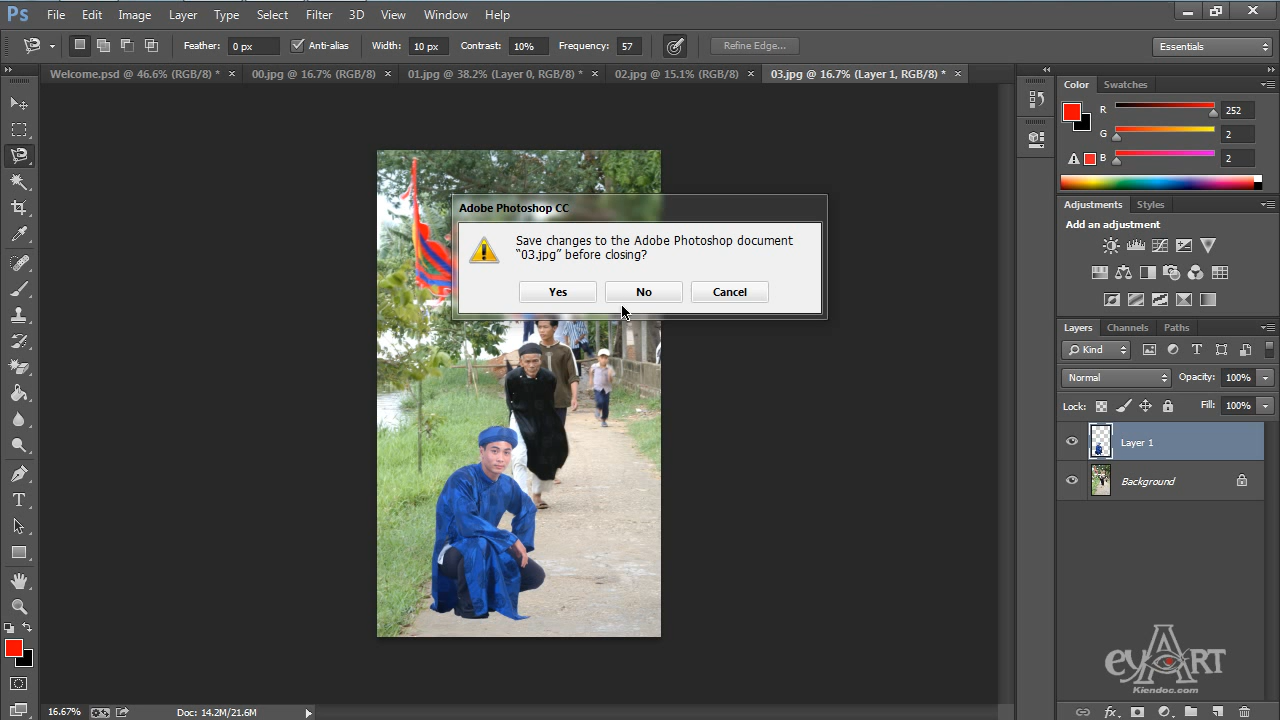 Ps File Edit Image Layer Type Select Filter 3D View Window Help
Feather: 0 px Anti-alias Width: 10 px Contrast: 10% Frequency: 57 Refine Edge... Essentials
Welcome.psd @ 46.6% (RGB/8) * × 00.jpg @ 16.7% (RGB/8) × 01.jpg @ 38.2% (Layer 0, RGB/8) * × 02.jpg @ 15.1% (RGB/8) × 03.jpg @ 16.7% (Layer 1, RGB/8) * ×
Color Swatches
R 252
G 2
B 2
Adjustments Styles
Add an adjustment
Adobe Photoshop CC
Save changes to the Adobe Photoshop document
“03.jpg” before closing?
Yes No Cancel
Layers Channels Paths
Kind
Normal Opacity: 100%
Lock: Fill: 100%
Layer 1
Background
eyART
Kiendoc.com
16.67% Doc: 14.2M/21.6M
fx